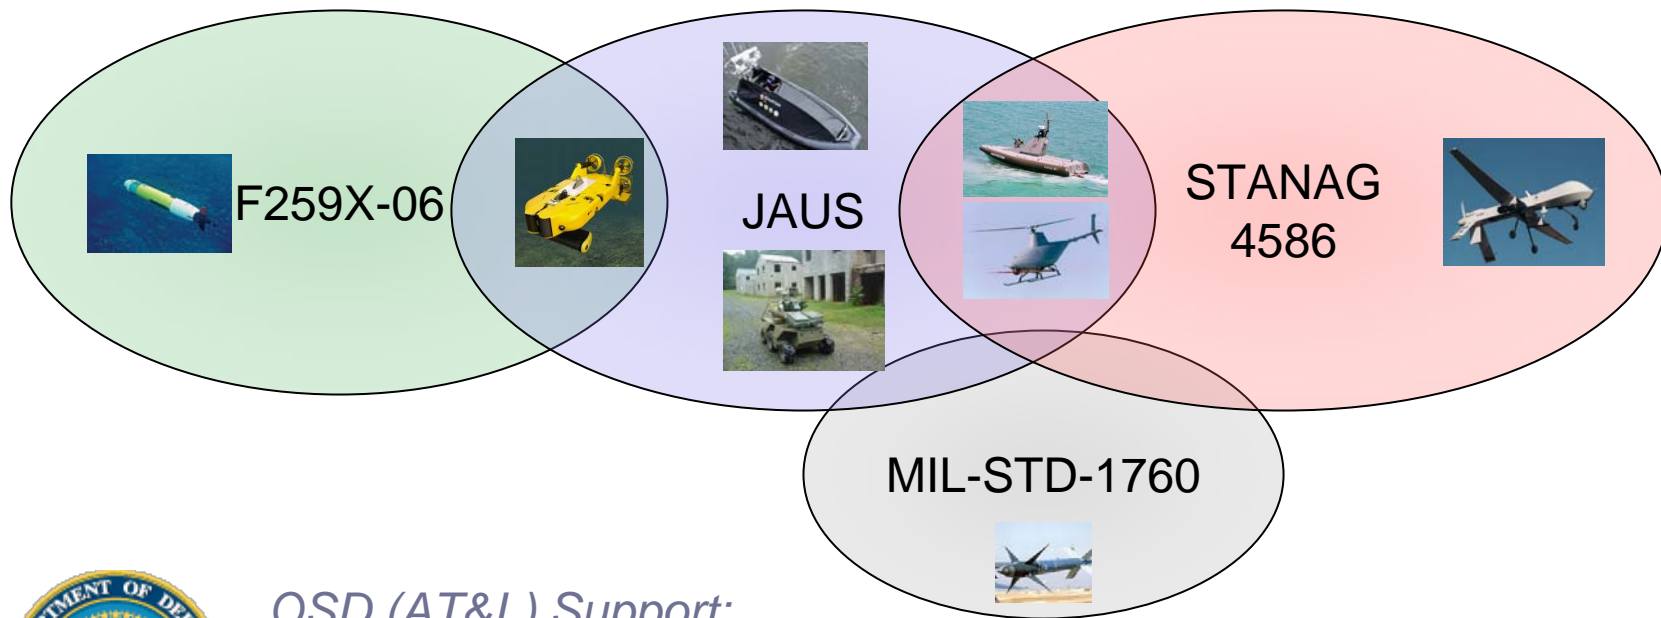 F259X-06
JAUS
STANAG
4586
MIL-STD-1760
OSD (AT&L) Support: